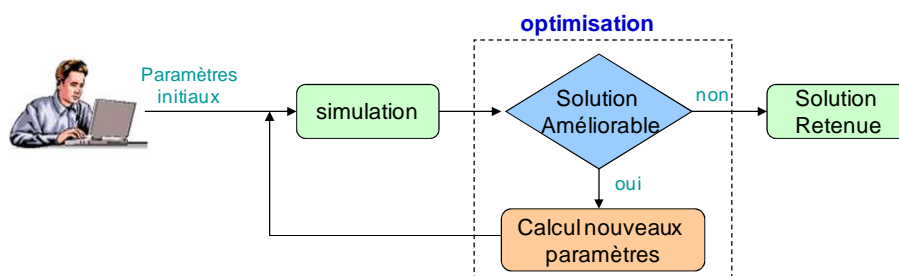 optimisation
Paramètres
initiaux
simulation
Solution
Améliorable
non
Solution
Retenue
oui
Calcul nouveaux
paramètres